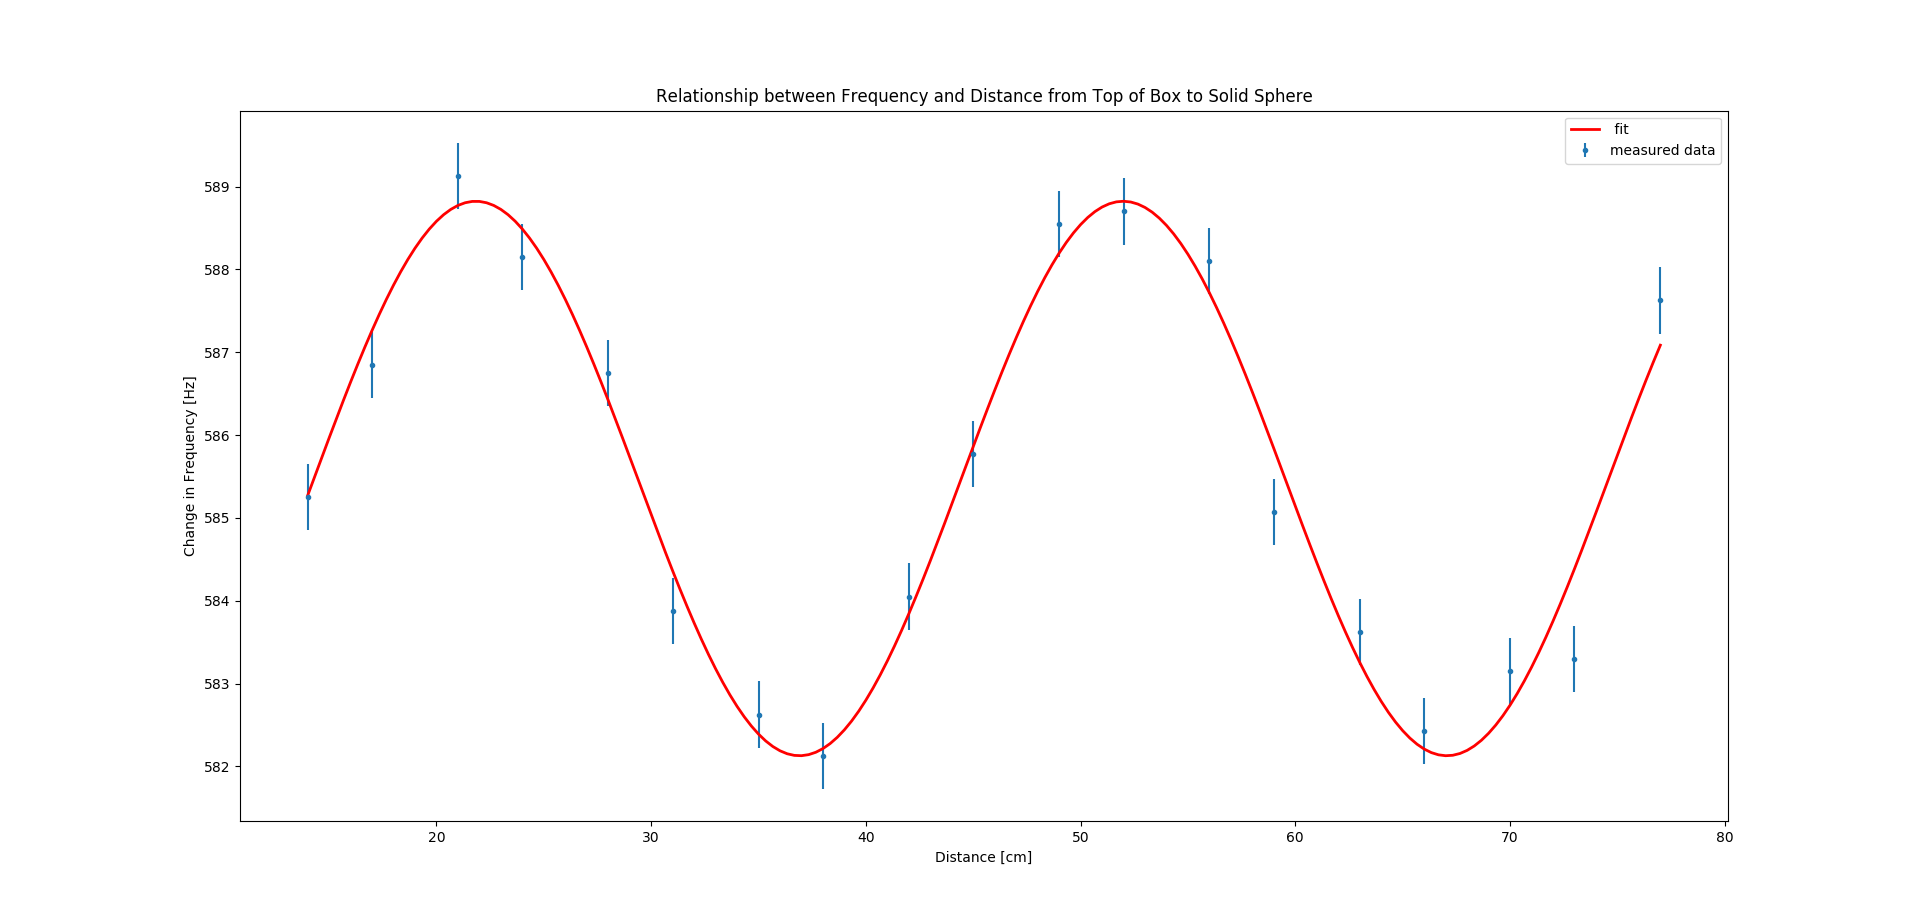 Relationship between Frequency and Distance from Top of Box to Solid Sphere
fit
measured data
Change in Frequency [Hz]
589
588
587
586
585
584
583
582
20 30 40 50 60 70 80
Distance [cm]